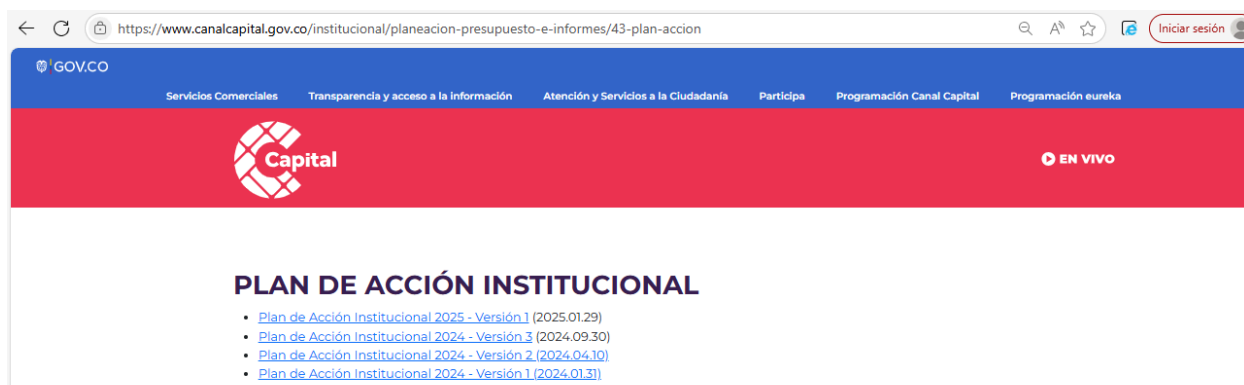 https://www.canalcapital.gov.co/institucional/planeacion-presupuesto-e-informes/43-plan-accion
Iniciar sesión
GOV.CO
Servicios Comerciales Transparencia y acceso a la información Atención y Servicios a la Ciudadanía Participa Programación Canal Capital Programación eureka
Capital
EN VIVO
PLAN DE ACCIÓN INSTITUCIONAL
Plan de Acción Institucional 2025 - Versión 1 (2025.01.29)
Plan de Acción Institucional 2024 - Versión 3 (2024.09.30)
Plan de Acción Institucional 2024 - Versión 2 (2024.04.10)
Plan de Acción Institucional 2024 - Versión 1 (2024.01.31)